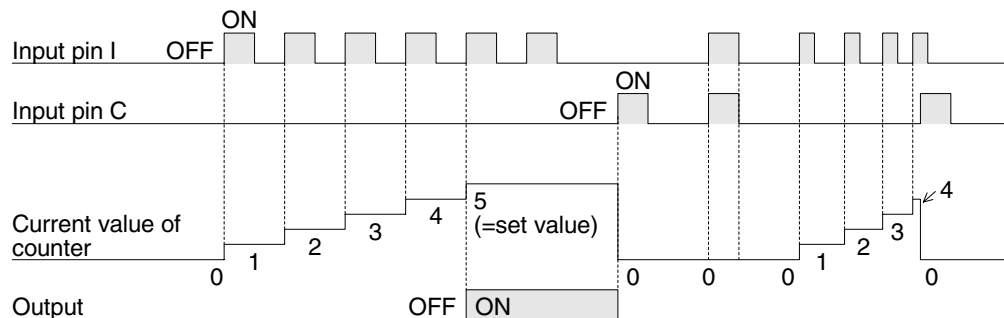 ON
Input pin I OFF
ON
Input pin C OFF
5
4
4
(=set value)
3
3
Current value of
2
2
counter
1
1
0 0 0 0 0
Output OFF ON